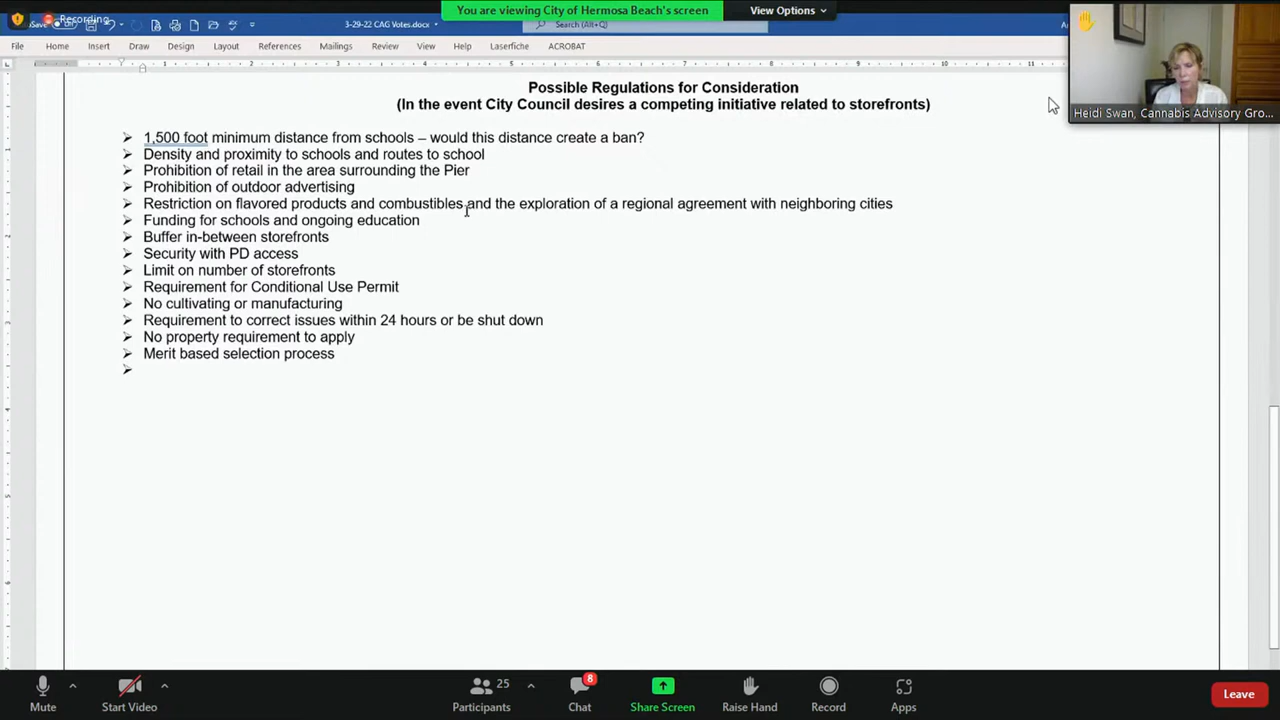 You are viewing City of Hermosa Beach's screen
View Options
Recording
3-29-22 CAG Votes.docx
Search (Alt+Q)
File Home Insert Draw Design Layout References Mailings Review View Help Laserfiche ACROBAT
Heidi Swan, Cannabis Advisory Gro...
Possible Regulations for Consideration
(In the event City Council desires a competing initiative related to storefronts)
➢ 1,500 foot minimum distance from schools – would this distance create a ban?
➢ Density and proximity to schools and routes to school
➢ Prohibition of retail in the area surrounding the Pier
➢ Prohibition of outdoor advertising
➢ Restriction on flavored products and combustibles and the exploration of a regional agreement with neighboring cities
➢ Funding for schools and ongoing education
➢ Buffer in-between storefronts
➢ Security with PD access
➢ Limit on number of storefronts
➢ Requirement for Conditional Use Permit
➢ No cultivating or manufacturing
➢ Requirement to correct issues within 24 hours or be shut down
➢ No property requirement to apply
➢ Merit based selection process
➢
25
8
Mute Start Video Participants Chat Share Screen Raise Hand Record Apps Leave